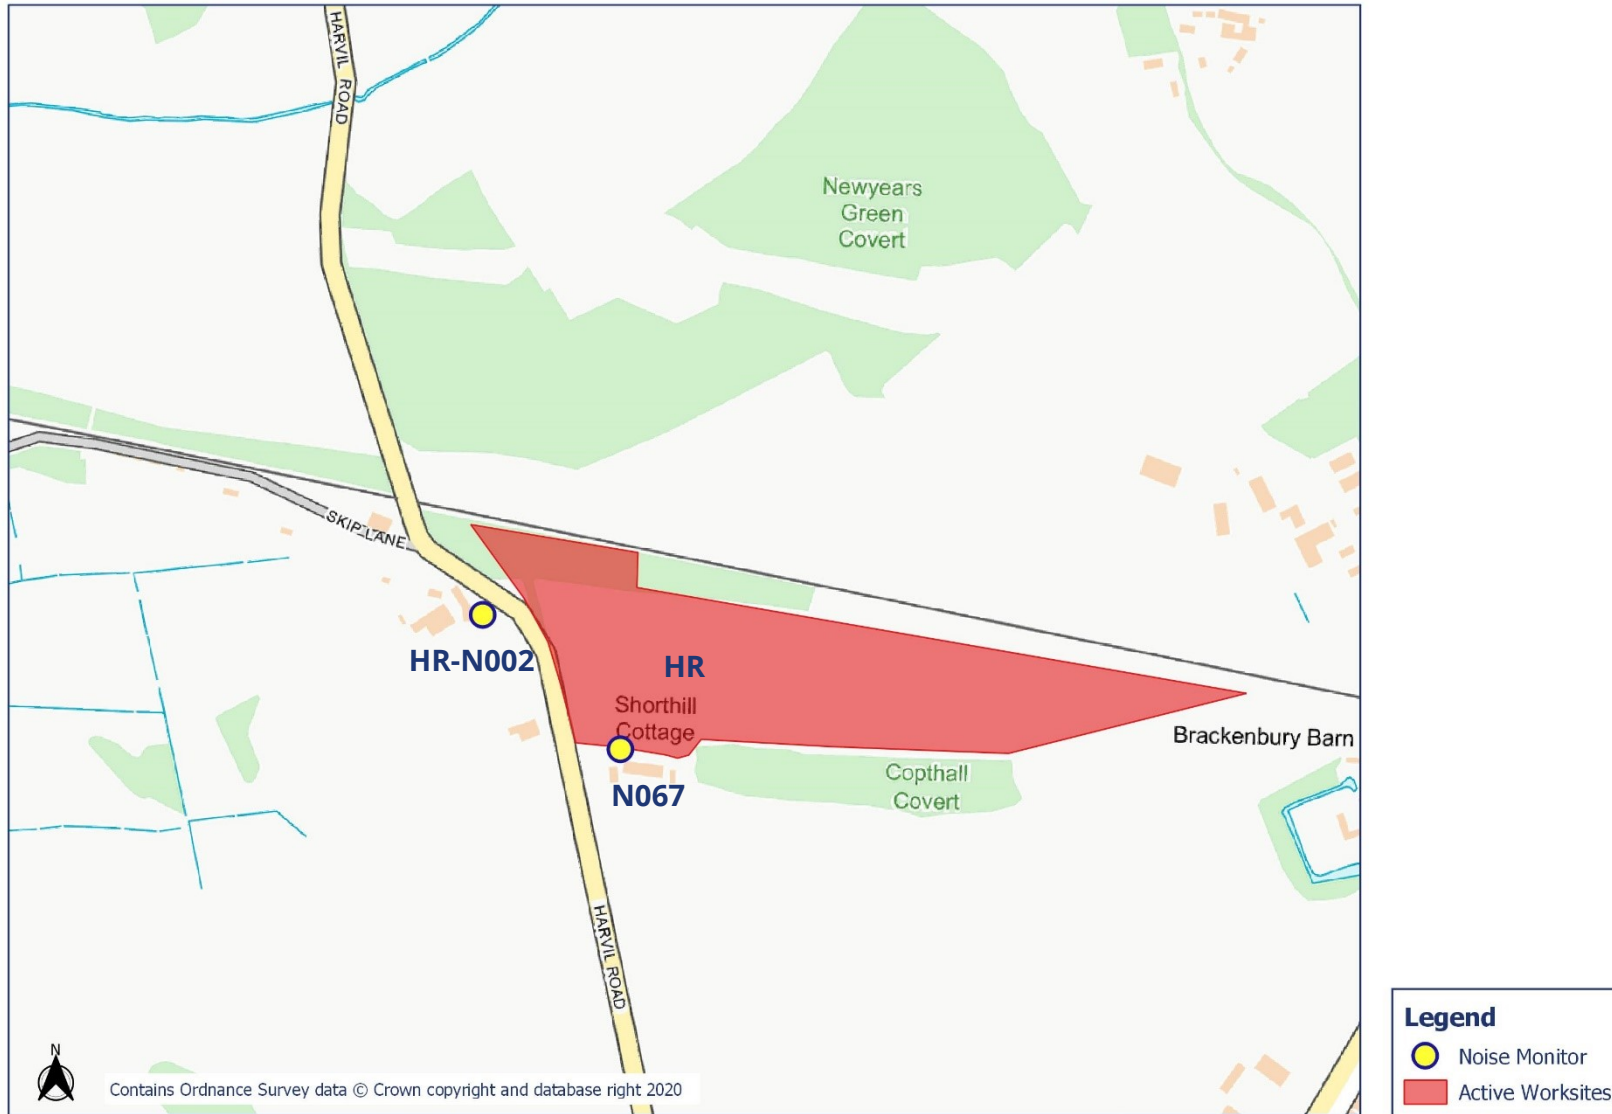 HARVIL ROAD
Newyears
Green
Covert
SKIP LANE
HR-N002
HR
Shorthill
Cottage
Brackenbury Barn
Copthall
Covert
N067
HARVIL ROAD
N
Contains Ordnance Survey data © Crown copyright and database right 2020
Legend
Noise Monitor
Active Worksites